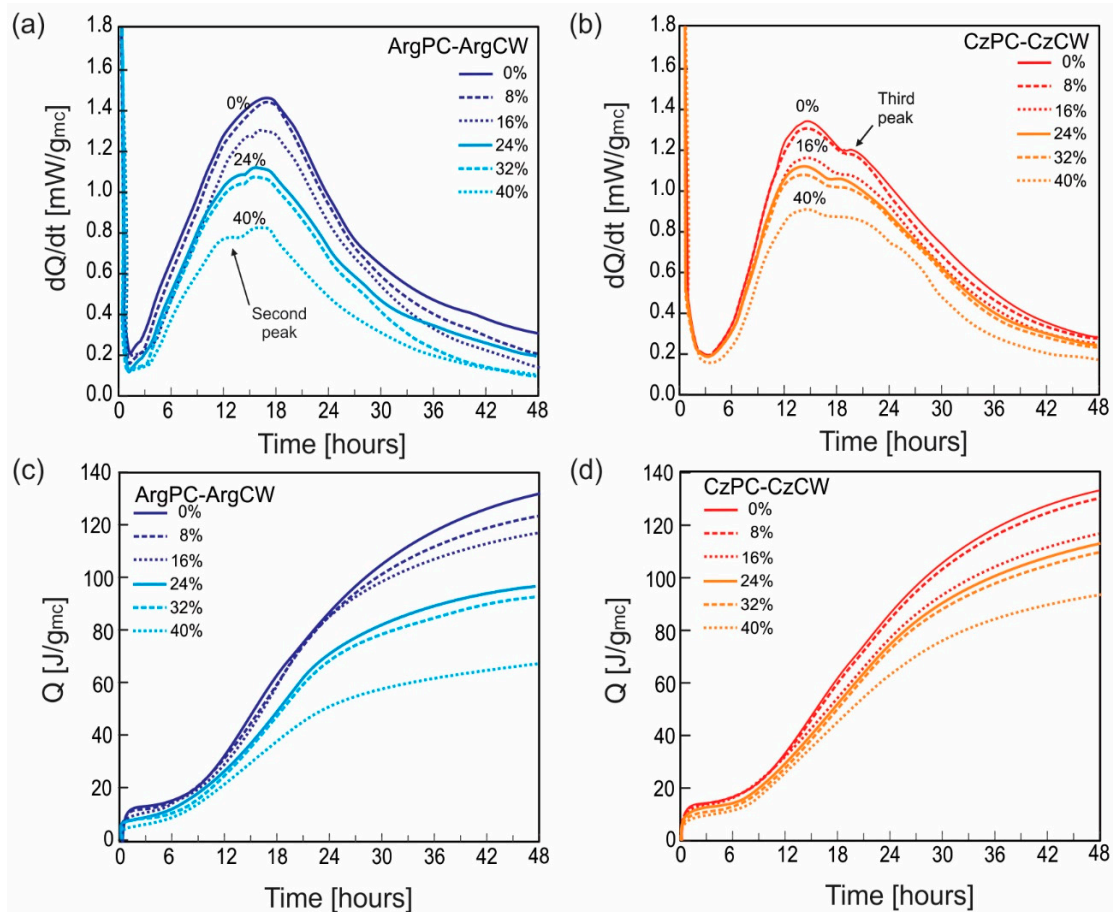 (a)
ArgPC-ArgCW
0%
8%
16%
24%
32%
40%
0%
24%
40%
Second
peak
dQ/dt [mW/gmc]
1.8
1.6
1.4
1.2
1.0
0.8
0.6
0.4
0.2
0.0
0 6 12 18 24 30 36 42 48
Time [hours]
(b)
CzPC-CzCW
0%
8%
16%
24%
32%
40%
0%
16%
24%
40%
Third
peak
dQ/dt [mW/gmc]
1.8
1.6
1.4
1.2
1.0
0.8
0.6
0.4
0.2
0.0
0 6 12 18 24 30 36 42 48
Time [hours]
(c)
ArgPC-ArgCW
0%
8%
16%
24%
32%
40%
Q [J/gmc]
140
120
100
80
60
40
20
0
0 6 12 18 24 30 36 42 48
Time [hours]
(d)
CzPC-CzCW
0%
8%
16%
24%
32%
40%
Q [J/gmc]
140
120
100
80
60
40
20
0
0 6 12 18 24 30 36 42 48
Time [hours]